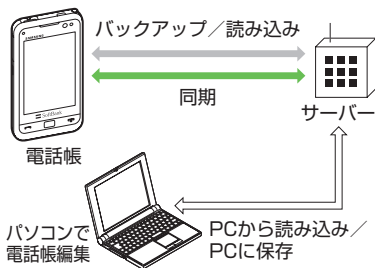 バックアップ／読み込み
SAMSUNG
SoftBank
同期
サーバー
電話帳
パソコンで
電話帳編集
PCから読み込み／
PCに保存